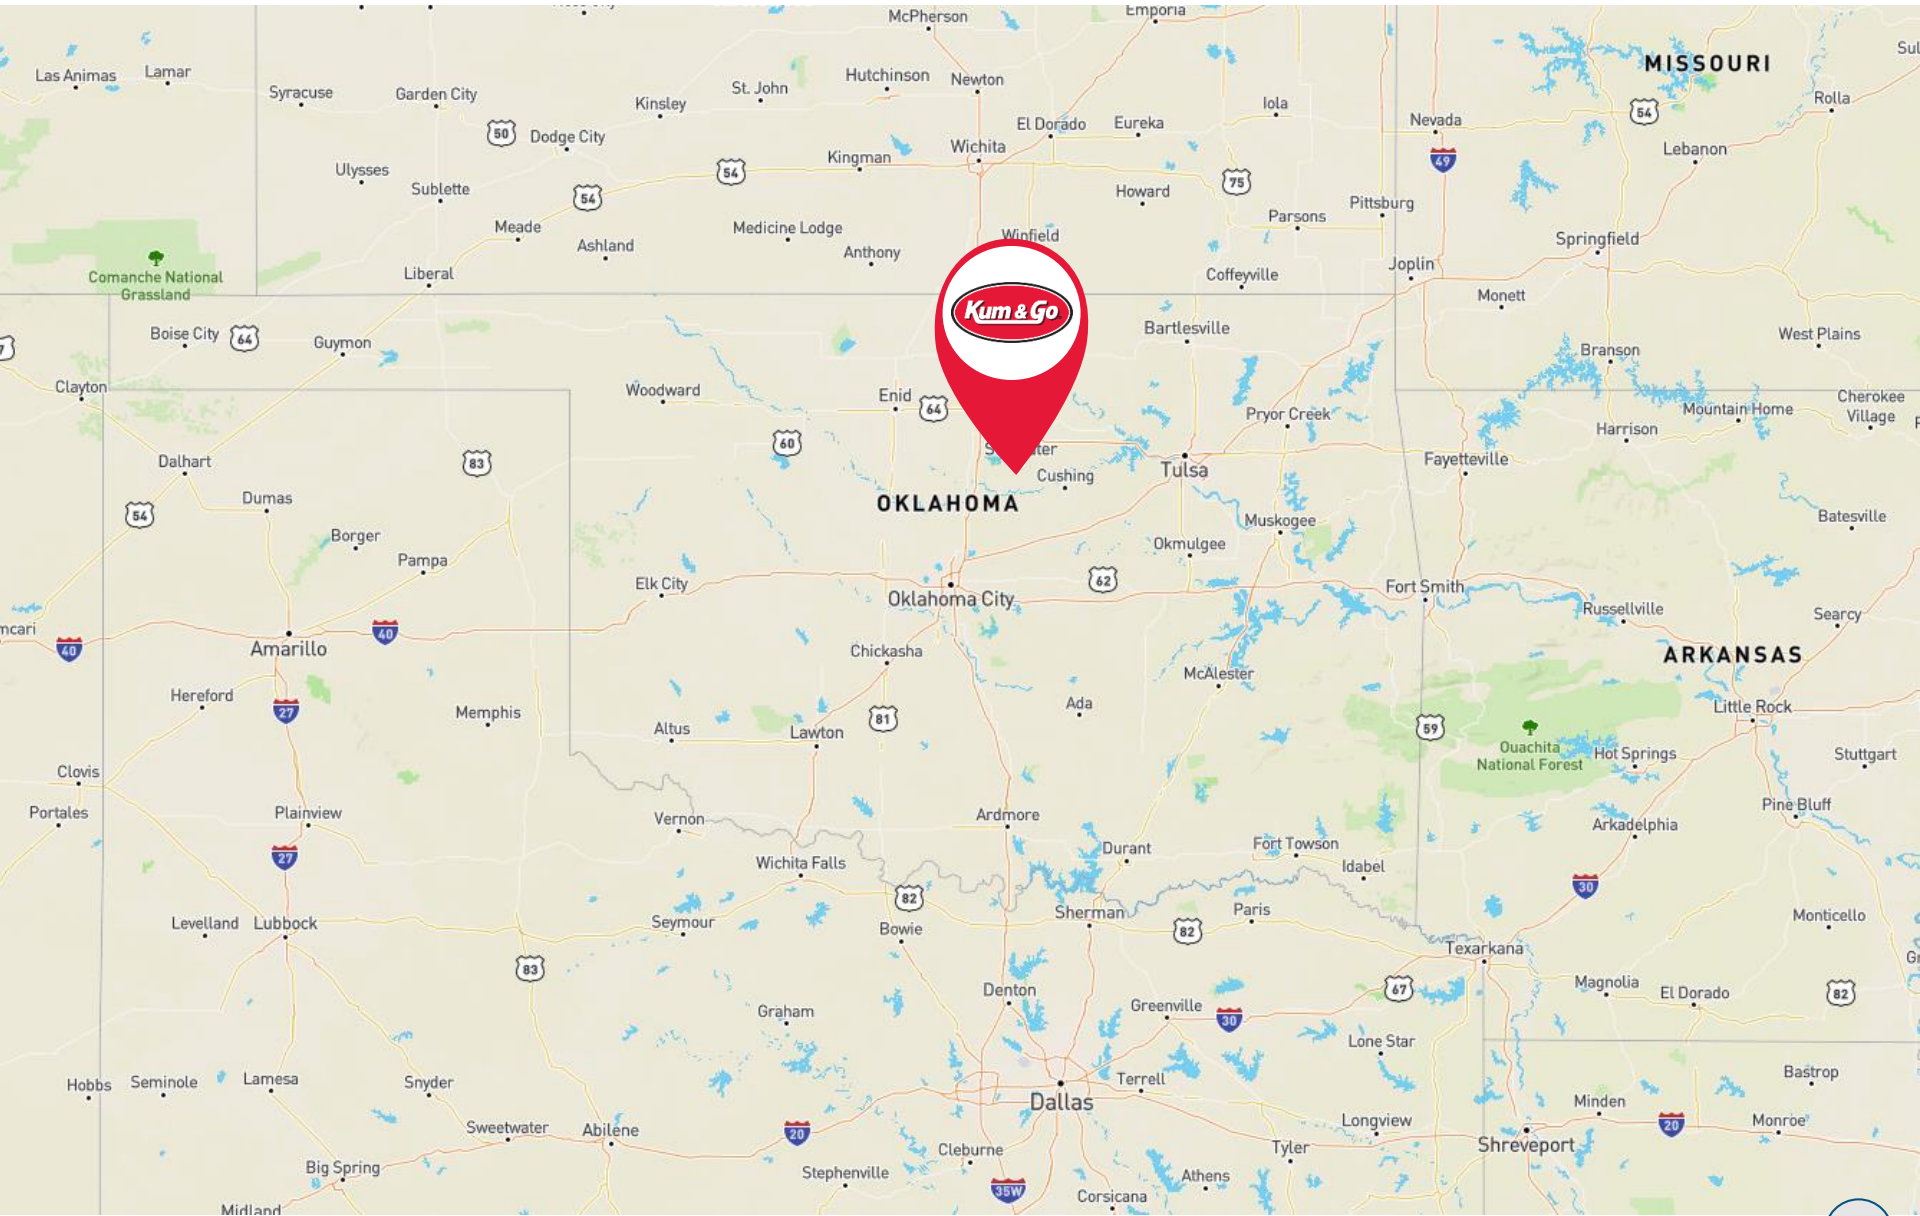 McPherson
Emporia
MISSOURI
Las Animas
Lamar
Syracuse
Garden City
Kinsley
St. John
Hutchinson
Newton
Iola
Rolla
54
Nevada
50
Dodge City
El Dorado
Eureka
Wichita
Kingman
49
Lebanon
Ulysses
Sublette
54
54
75
Howard
Pittsburg
Parsons
Meade
Medicine Lodge
Winfield
Springfield
Ashland
Anthony
Comanche National
Grassland
Liberal
Coffeyville
Joplin
Monett
Kum & Go
Boise City
64
Guymon
Bartlesville
West Plains
Branson
Clayton
Woodward
Enid
64
Pryor Creek
Mountain Home
Cherokee
Village
Harrison
60
Dalhart
83
Cushing
Tulsa
Fayetteville
Dumas
54
OKLAHOMA
Batesville
Borger
Muskogee
Pampa
Okmulgee
Elk City
62
Fort Smith
Oklahoma City
Russellville
Searcy
40
40
Amarillo
Chickasha
ARKANSAS
McAlester
Hereford
27
Memphis
Ada
Little Rock
Altus
Lawton
81
59
Ouachita
National Forest
Hot Springs
Stuttgart
Clovis
Portales
Plainview
Vernon
Ardmore
Pine Bluff
Arkadelphia
27
Wichita Falls
Durant
Fort Towson
Idabel
30
82
Levelland
Lubbock
Seymour
Bowie
Sherman
82
Paris
Monticello
Texarkana
83
Denton
67
Magnolia
El Dorado
82
Graham
Greenville
30
Lone Star
Hobbs
Seminole
Lamesa
Snyder
Terrell
Bastrop
Dallas
Minden
Sweetwater
Abilene
20
Longview
20
Monroe
Shreveport
Cleburne
Tyler
Big Spring
Stephenville
Athens
35W
Corsicana
Midland